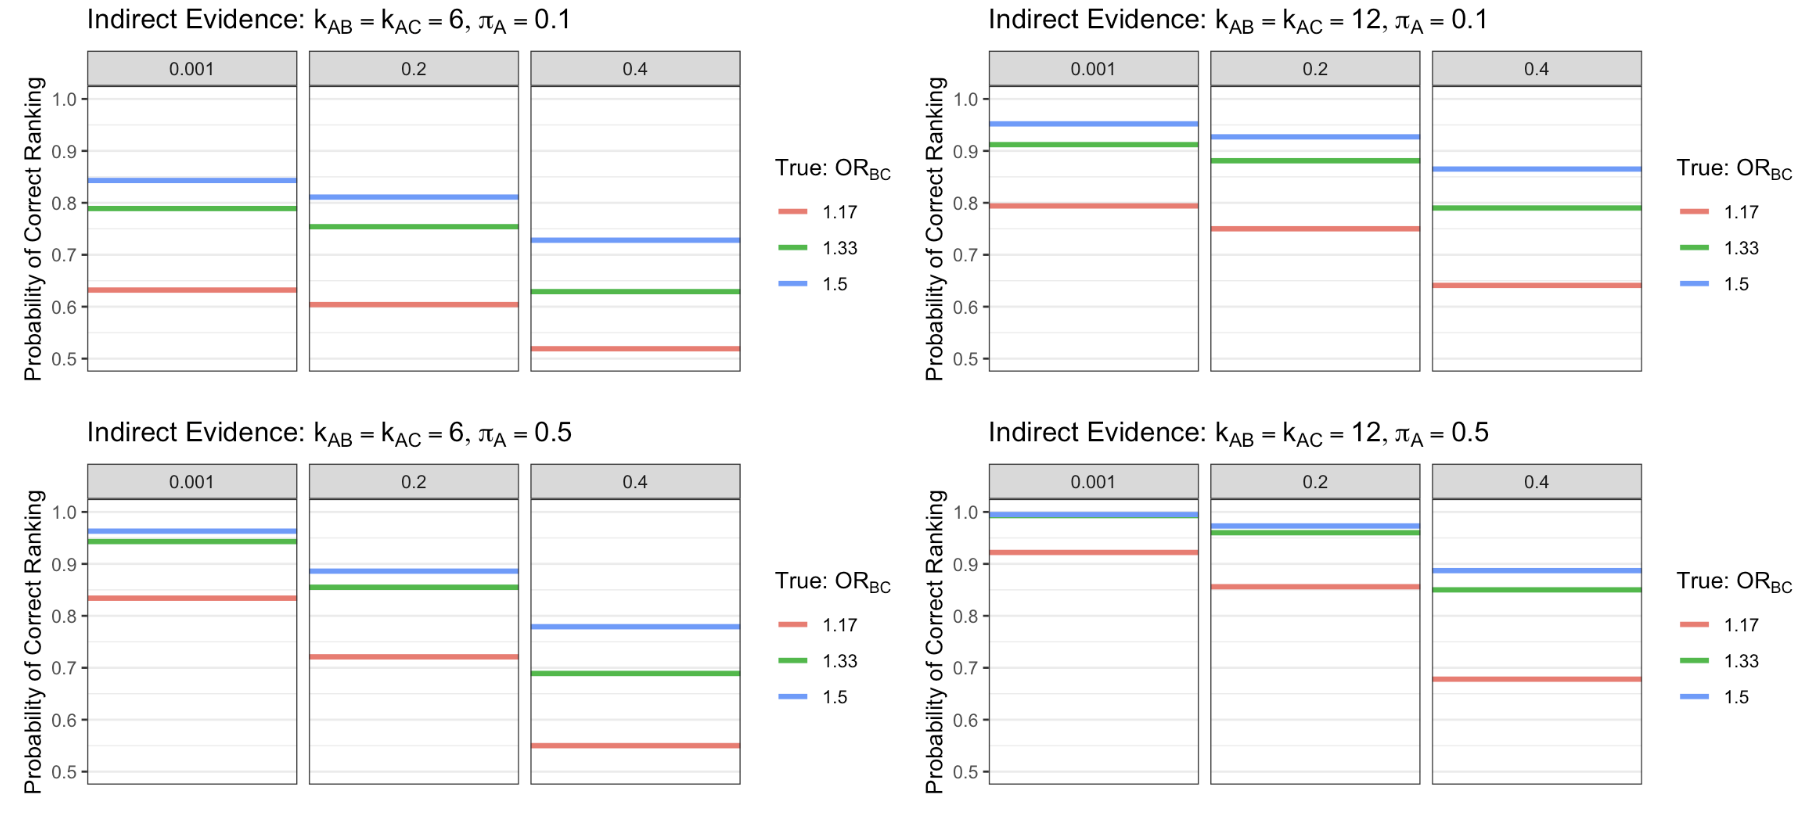 Indirect Evidence: kAB = kAC = 6, πA = 0.1
0.001 0.2 0.4
Probability of Correct Ranking
1.0
0.9
0.8
0.7
0.6
0.5
True: ORBC
1.17
1.33
1.5
Indirect Evidence: kAB = kAC = 12, πA = 0.1
0.001 0.2 0.4
Probability of Correct Ranking
1.0
0.9
0.8
0.7
0.6
0.5
True: ORBC
1.17
1.33
1.5
Indirect Evidence: kAB = kAC = 6, πA = 0.5
0.001 0.2 0.4
Probability of Correct Ranking
1.0
0.9
0.8
0.7
0.6
0.5
True: ORBC
1.17
1.33
1.5
Indirect Evidence: kAB = kAC = 12, πA = 0.5
0.001 0.2 0.4
Probability of Correct Ranking
1.0
0.9
0.8
0.7
0.6
0.5
True: ORBC
1.17
1.33
1.5